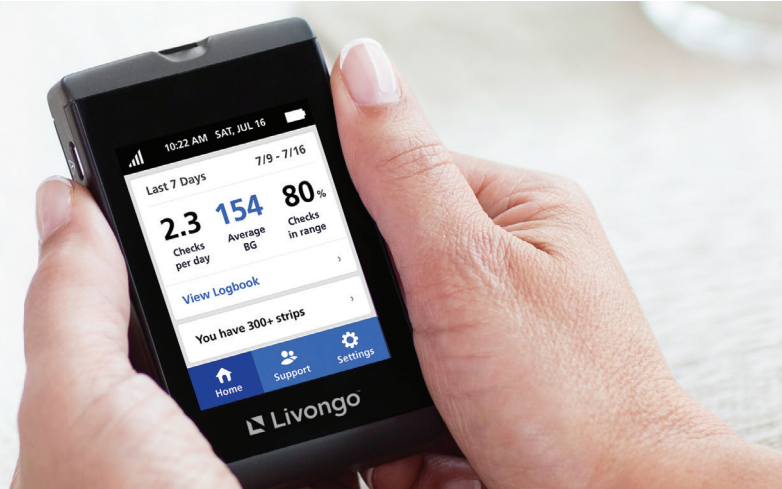 10:22 AM SAT, JUL 16
Last 7 Days 7/9 - 7/16
2.3 154 80%
Checks per day
Average BG
Checks in range
View Logbook
You have 300+ strips
Home Support Settings
Livongo